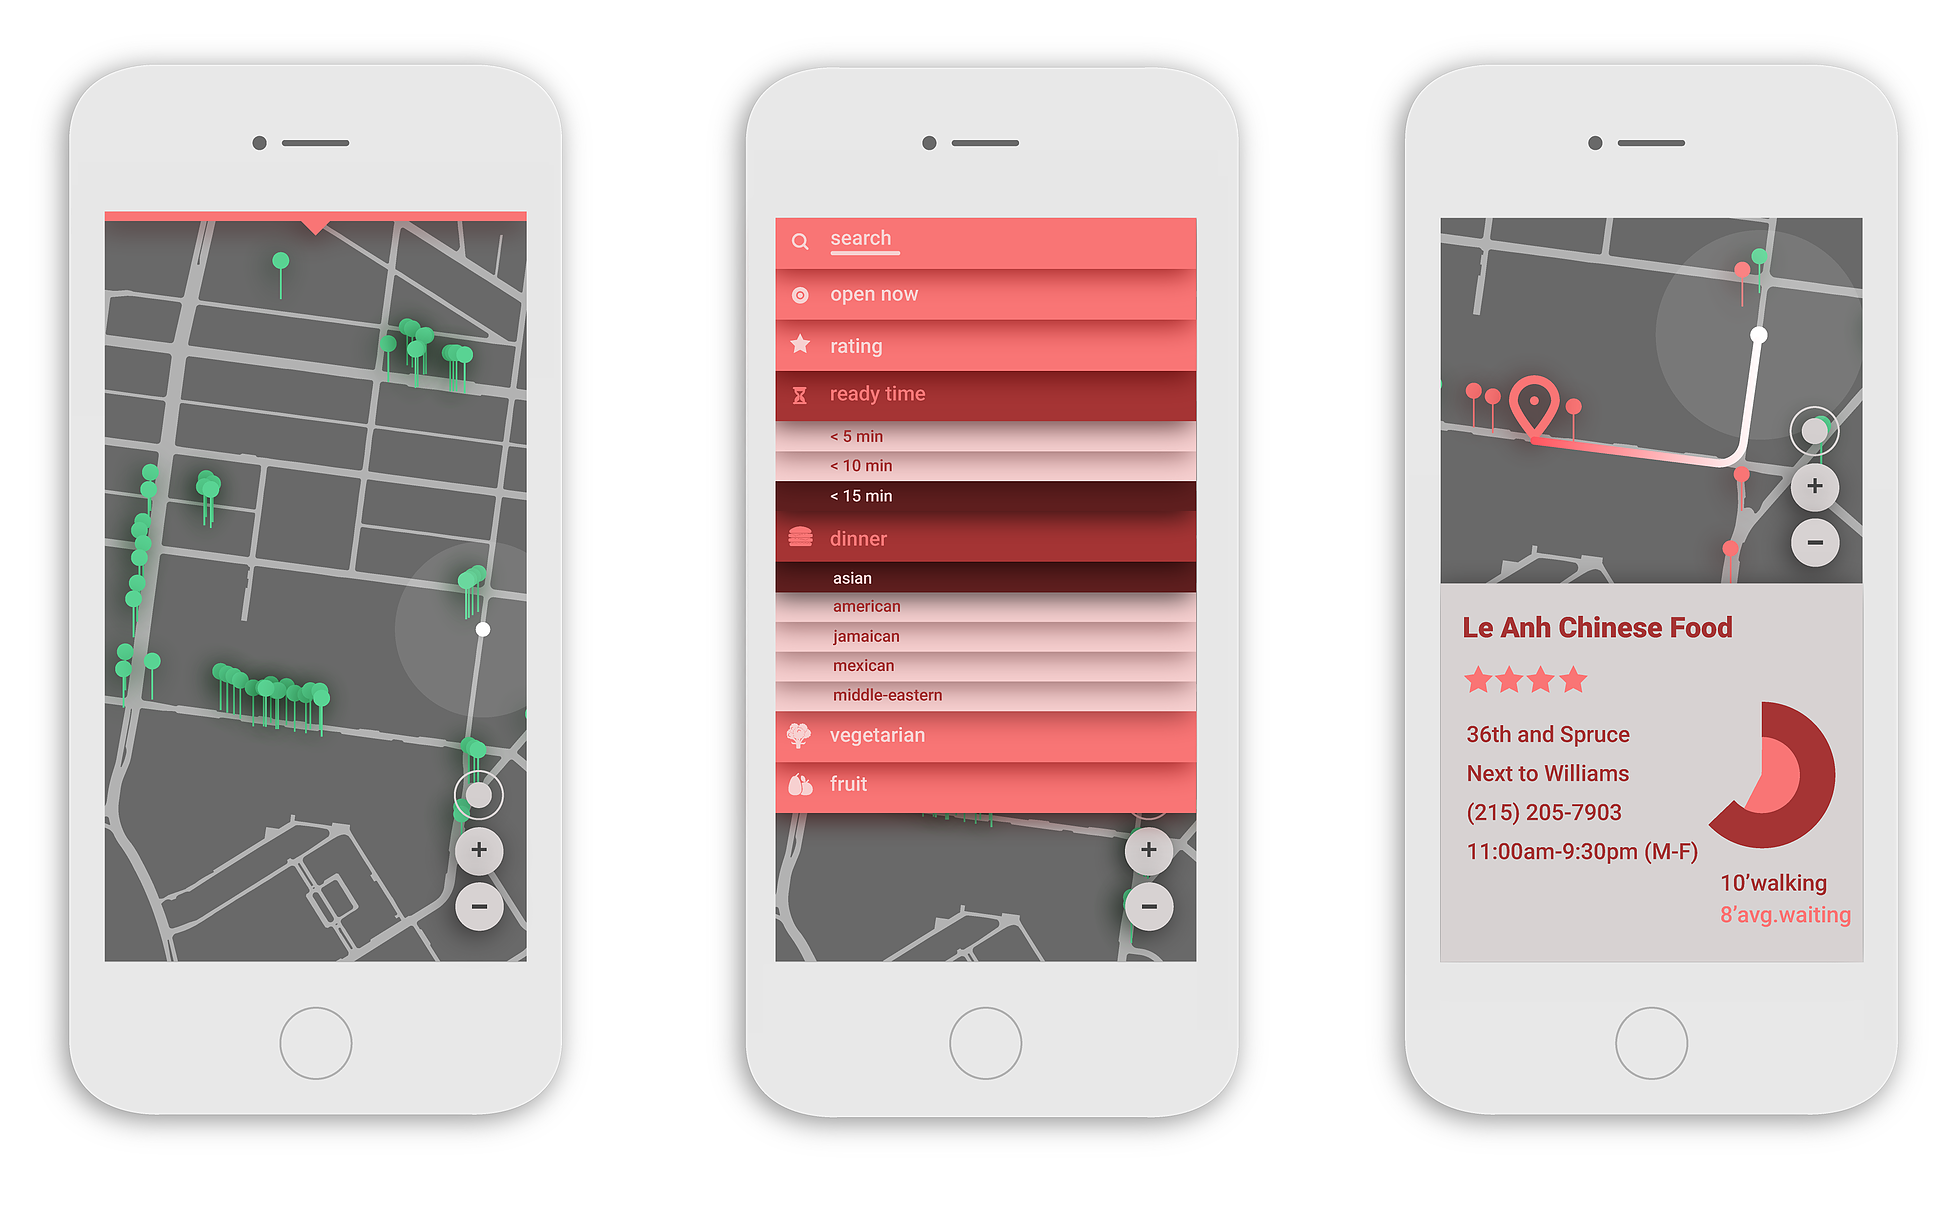 search
open now
rating
ready time
< 5 min
< 10 min
< 15 min
dinner
asian
american
jamaican
mexican
middle-eastern
vegetarian
fruit
+
−
Le Anh Chinese Food
36th and Spruce
Next to Williams
(215) 205-7903
11:00am-9:30pm (M-F)
10’walking
8’avg.waiting